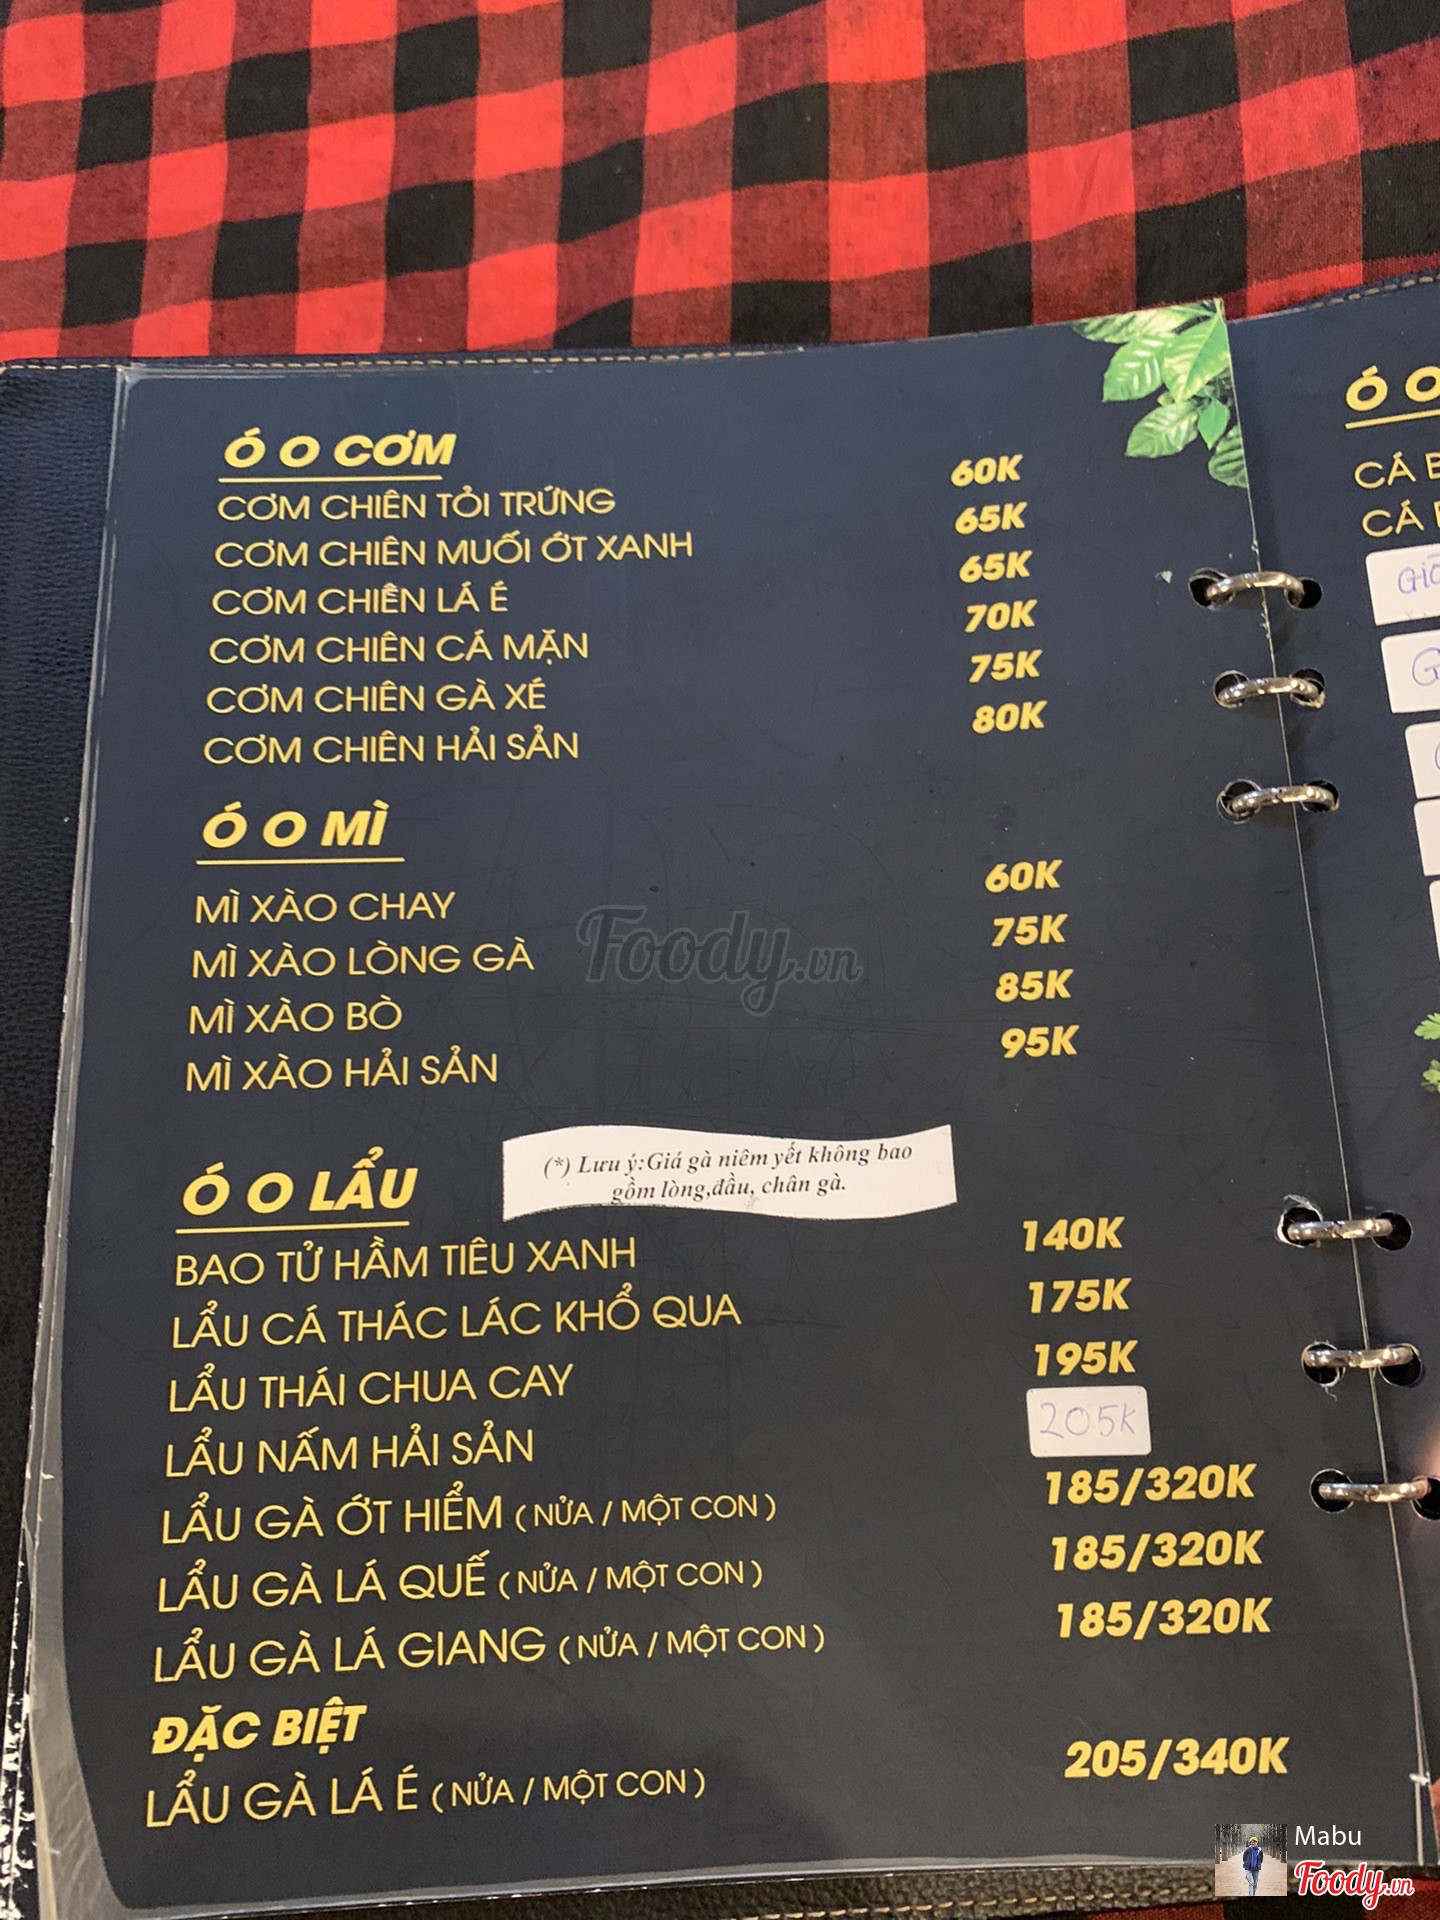 Ó O CƠM
CƠM CHIÊN TỎI TRỨNG 60K
CƠM CHIÊN MUỐI ỚT XANH 65K
CƠM CHIÊN LÁ É 65K
CƠM CHIÊN CÁ MẶN 70K
CƠM CHIÊN GÀ XÉ 75K
CƠM CHIÊN HẢI SẢN 80K
Ó O MÌ
MÌ XÀO CHAY 60K
MÌ XÀO LÒNG GÀ 75K
MÌ XÀO BÒ 85K
MÌ XÀO HẢI SẢN 95K
Foody.vn
(*) Lưu ý:Giá gà niêm yết không bao
gồm lòng,đầu, chân gà.
Ó O LẨU
BAO TỬ HẦM TIÊU XANH 140K
LẨU CÁ THÁC LÁC KHỔ QUA 175K
LẨU THÁI CHUA CAY 195K
LẨU NẤM HẢI SẢN 205K
LẨU GÀ ỚT HIỂM ( NỬA / MỘT CON ) 185/320K
LẨU GÀ LÁ QUẾ ( NỬA / MỘT CON ) 185/320K
LẨU GÀ LÁ GIANG ( NỬA / MỘT CON ) 185/320K
ĐẶC BIỆT
LẨU GÀ LÁ É ( NỬA / MỘT CON ) 205/340K
Ó O
CÁ
CÁ
Mabu
Foody.vn